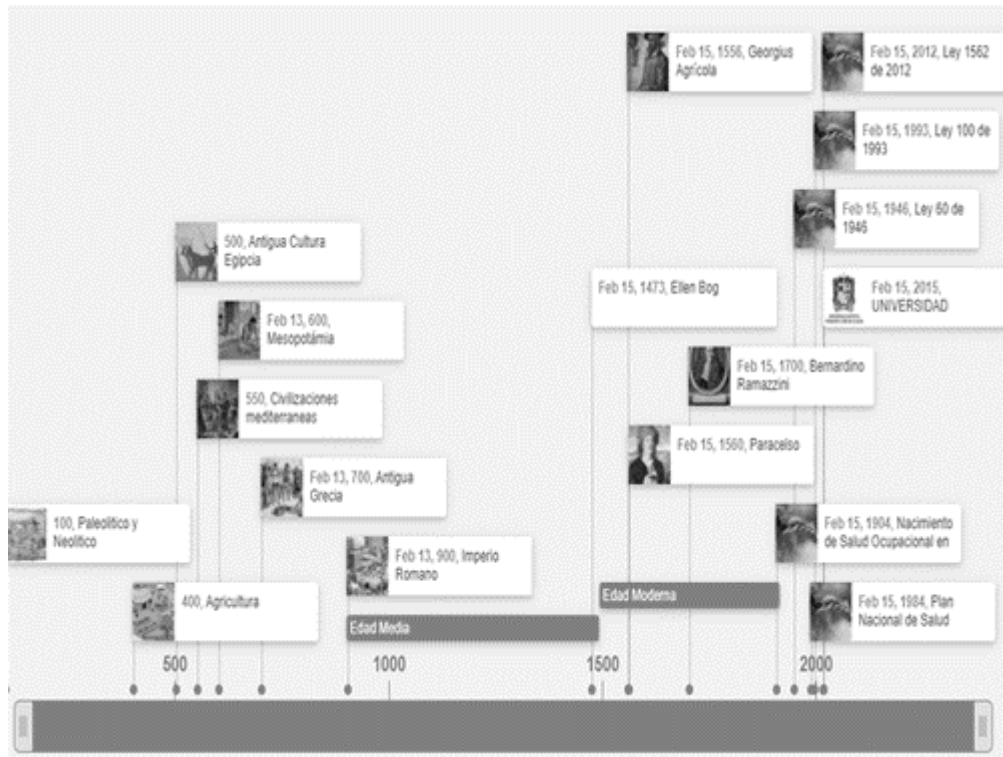 Feb 15, 1556, Georgius
Agrícola
Feb 15, 2012, Ley 1562
de 2012
Feb 15, 1993, Ley 100 de
1993
Feb 15, 1946, Ley 60 de
1946
500, Antigua Cultura
Egipcia
Feb 15, 1473, Ellen Bog
Feb 15, 2015,
UNIVERSIDAD
Feb 13, 600,
Mesopotámia
Feb 15, 1700, Bernardino
Ramazzini
550, Civilizaciones
mediterraneas
Feb 15, 1560, Paracelso
Feb 13, 700, Antigua
Grecia
100, Paleolitico y
Neolítico
Feb 15, 1904, Nacimiento
de Salud Ocupacional en
Feb 13, 900, Imperio
Romano
400, Agricultura
Feb 15, 1984, Plan
Nacional de Salud
Edad Moderna
Edad Media
500
1000
1500
2000